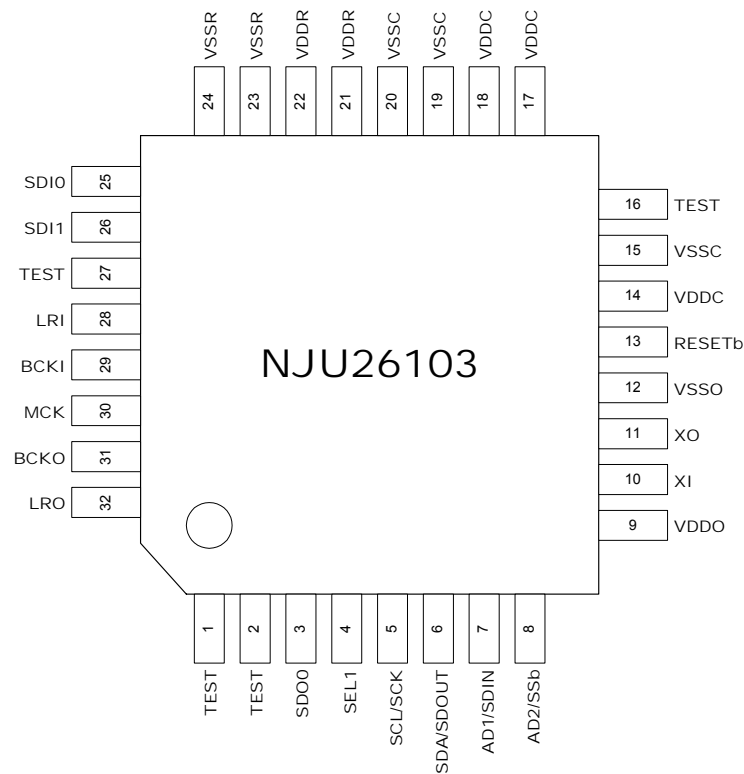 VSSR VSSR VDDR VDDR VSSC VSSC VDDC VDDC
24 23 22 21 20 19 18 17
SDI0 25
SDI1 26
TEST 27
LRI 28
BCKI 29
MCK 30
BCKO 31
LRO 32
NJU26103
16 TEST
15 VSSC
14 VDDC
13 RESETb
12 VSSO
11 XO
10 XI
9 VDDO
1 2 3 4 5 6 7 8
TEST TEST SDO0 SEL1 SCL/SCK SDA/SDOUT AD1/SDIN AD2/SSb